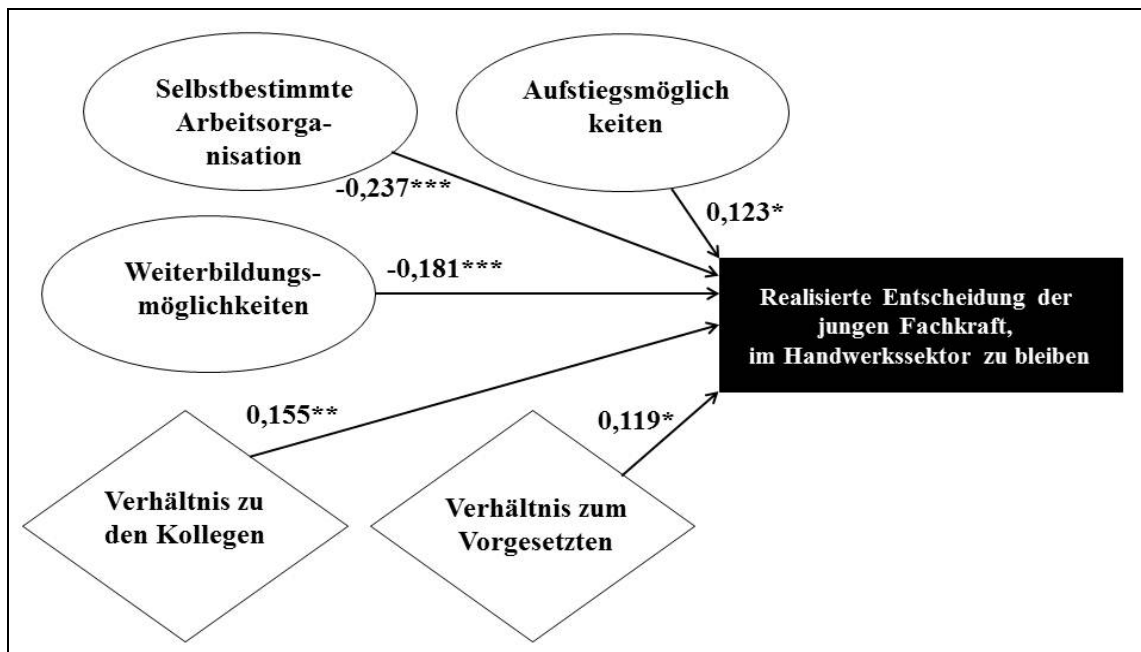 Selbstbestimmte
Arbeitsorga-
nisation
Aufstiegsmöglich
keiten
-0,237***
0,123*
Weiterbildungs-
möglichkeiten
-0,181***
Realisierte Entscheidung der
jungen Fachkraft,
im Handwerkssektor zu bleiben
0,155**
0,119*
Verhältnis zu
den Kollegen
Verhältnis zum
Vorgesetzten